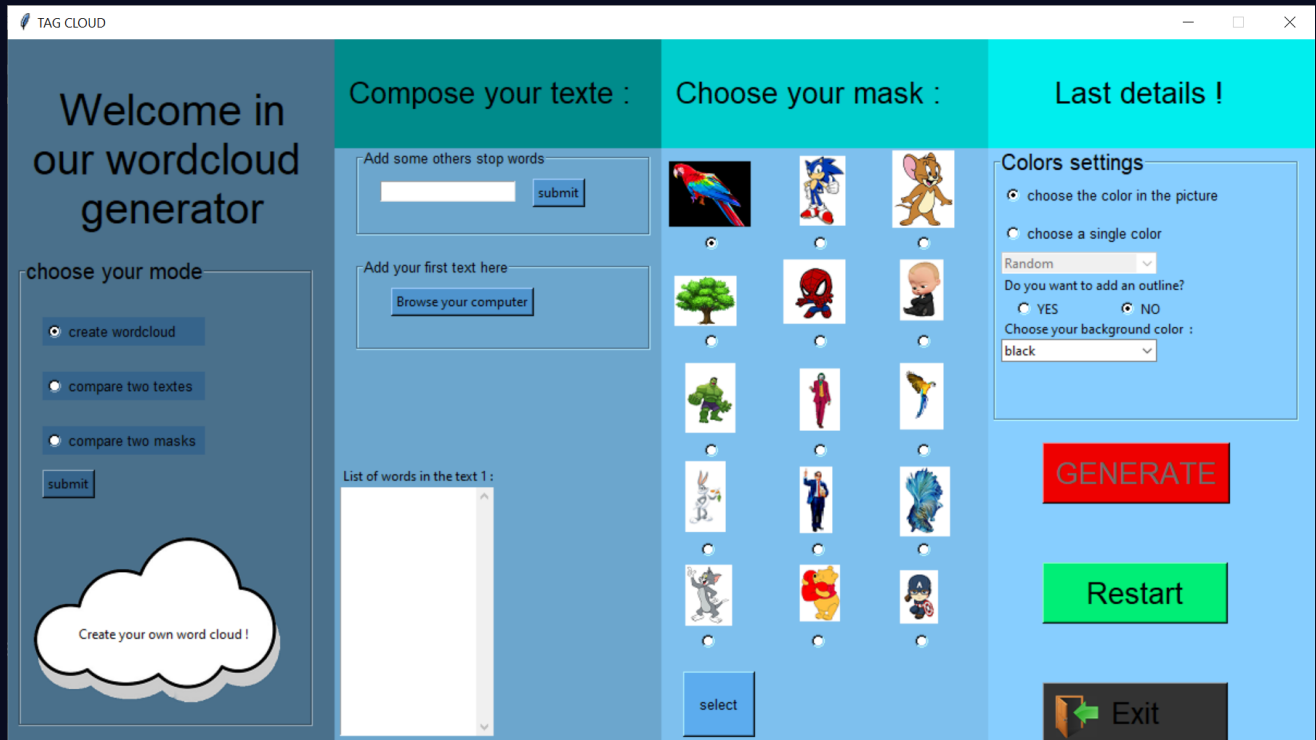 TAG CLOUD
Welcome in
our wordcloud
generator
choose your mode
create wordcloud
compare two textes
compare two masks
submit
Create your own word cloud !
Compose your texte :
Add some others stop words
submit
Add your first text here
Browse your computer
List of words in the text 1 :
Choose your mask :
select
Last details !
Colors settings
choose the color in the picture
choose a single color
Random
Do you want to add an outline?
YES NO
Choose your background color :
black
GENERATE
Restart
Exit